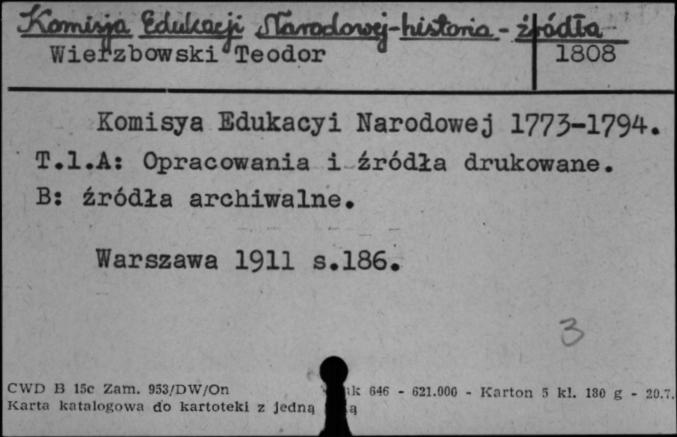 Komisja Edukacji Narodowej-historia - źródła
Wierzbowski Teodor 1808
Komisya Edukacyi Narodowej 1773-1794.
T.1.A: Opracowania i źródła drukowane.
B: źródła archiwalne.
Warszawa 1911 s.186.
3
CWD B 15c Zam. 953/DW/On 646 - 621.000 - Karton 5 kl. 180 g - 20.7.
Karta katalogowa do kartoteki z jedną